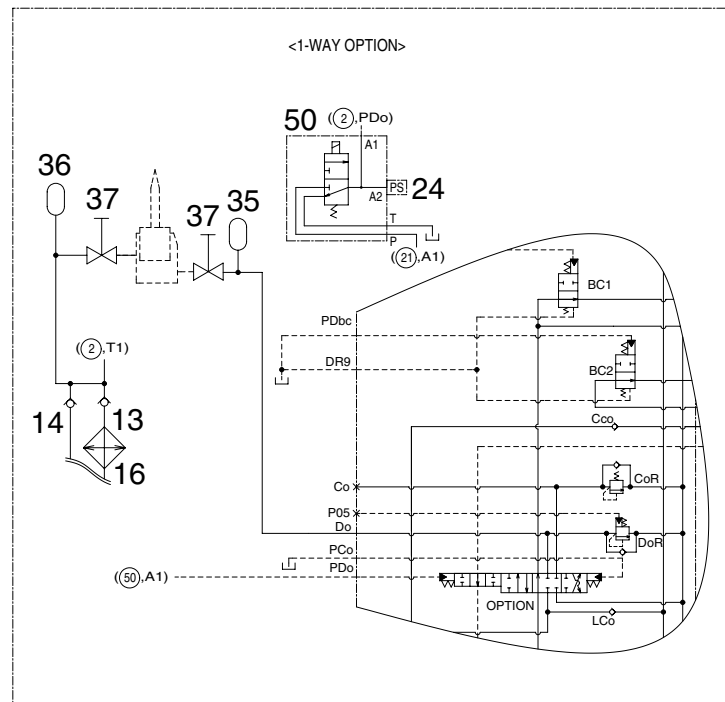 <1-WAY OPTION>
50
(2,PDo)
A1
A2
PS
24
T
P
(21,A1)
36
37
37
35
(2,T1)
14
13
16
BC1
PDbc
DR9
BC2
Cco
Co
CoR
P05
Do
DoR
PCo
PDo
(50,A1)
OPTION
LCo